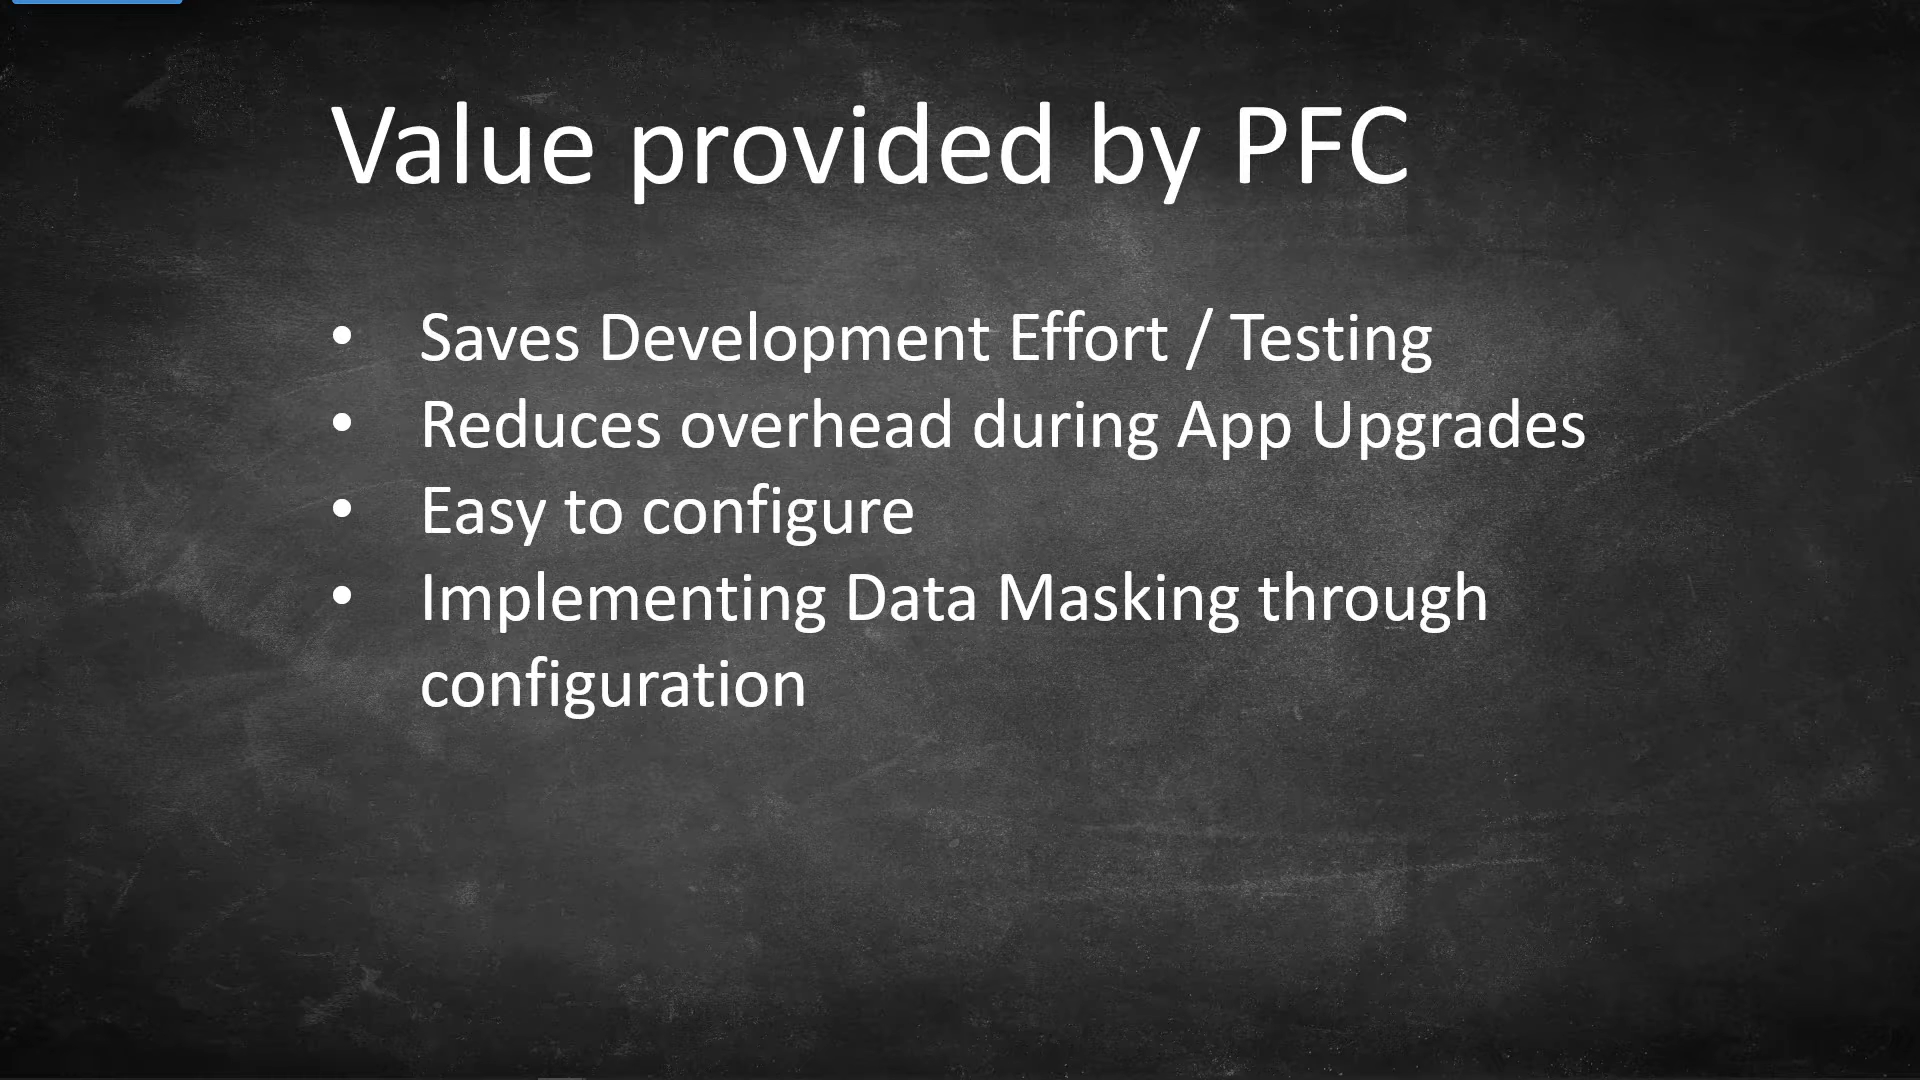 Value provided by PFC
• Saves Development Effort / Testing
• Reduces overhead during App Upgrades
• Easy to configure
• Implementing Data Masking through
configuration